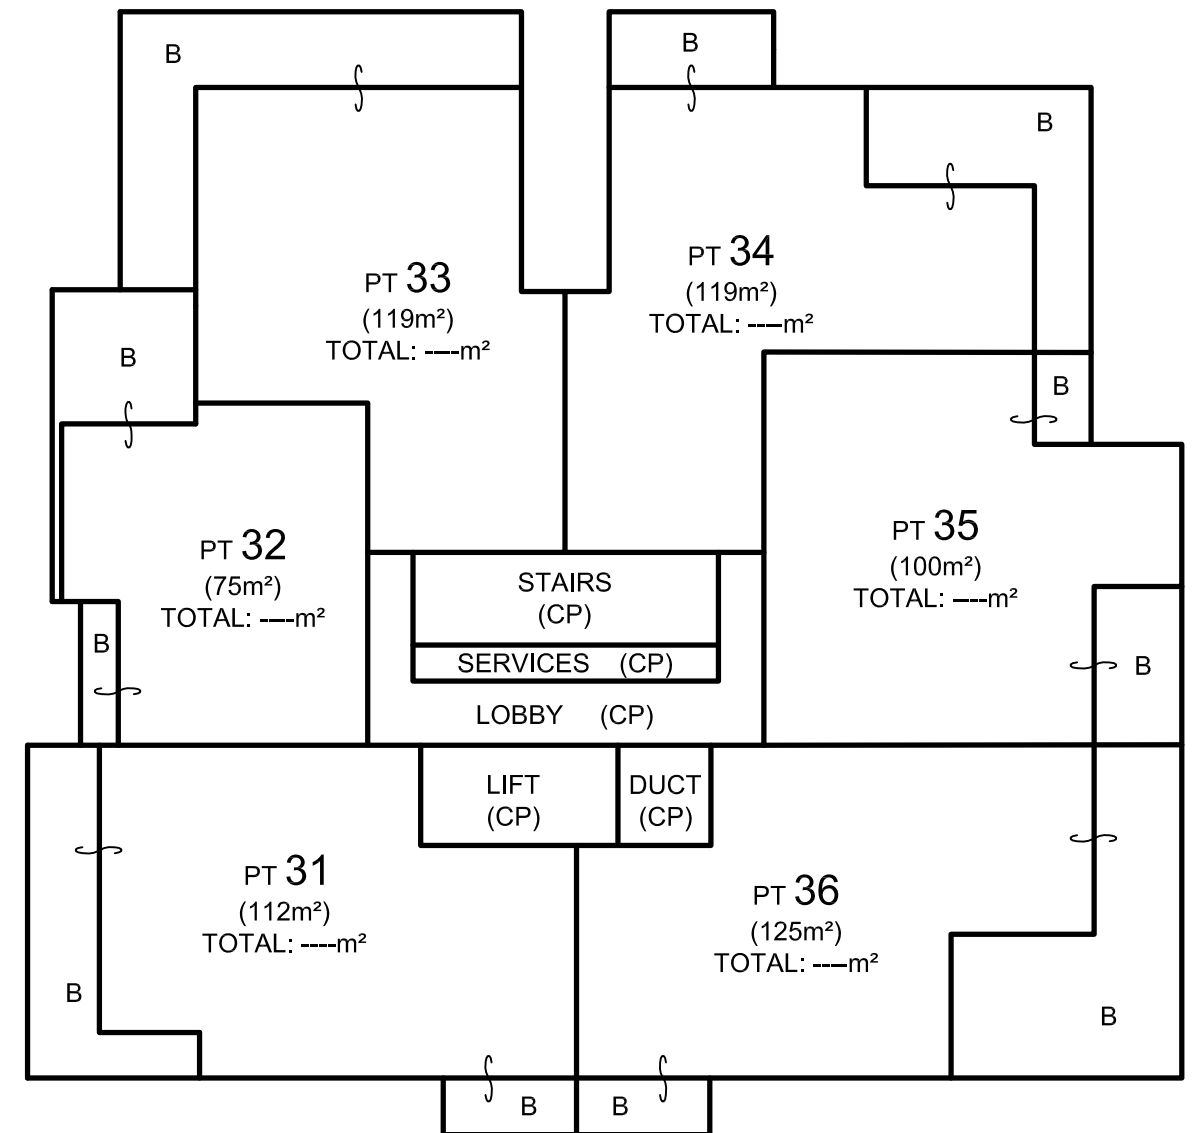 B
B
B
PT 33
(119m²)
TOTAL: ----m²
PT 34
(119m²)
TOTAL: ----m²
B
B
PT 32
(75m²)
TOTAL: ----m²
PT 35
(100m²)
TOTAL: ----m²
STAIRS
(CP)
SERVICES (CP)
LOBBY (CP)
B
B
LIFT
(CP)
DUCT
(CP)
PT 31
(112m²)
TOTAL: ----m²
PT 36
(125m²)
TOTAL: ----m²
B
B
B
B